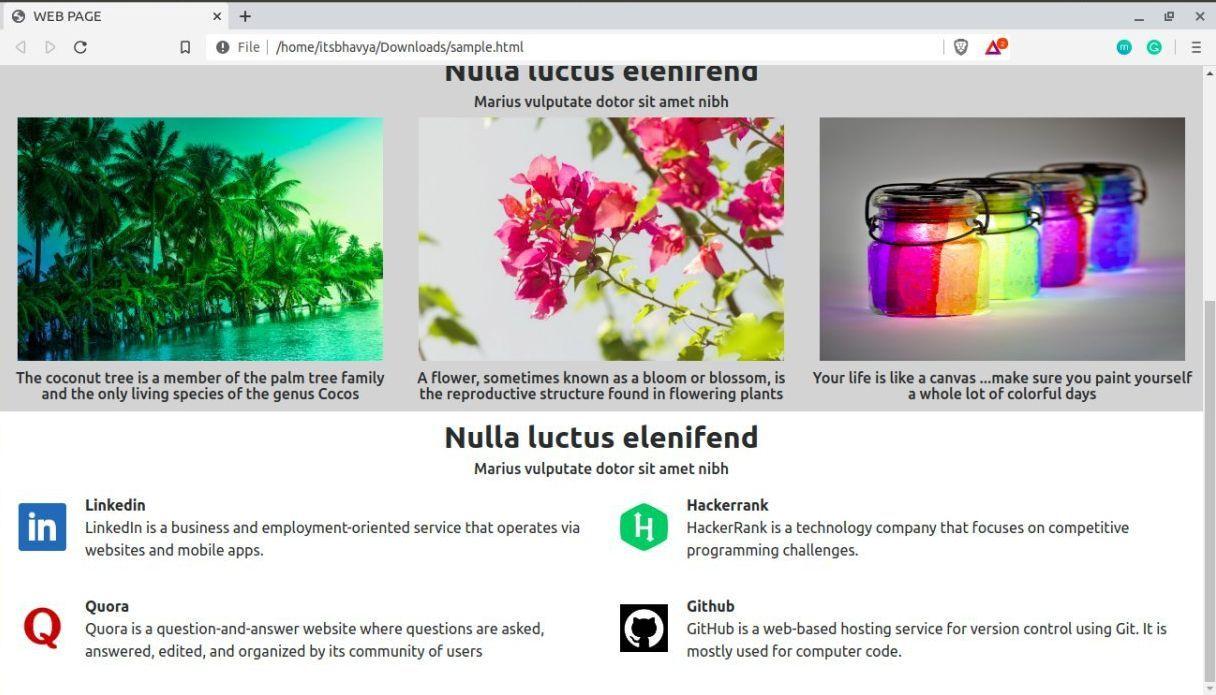 WEB PAGE
File /home/itsbhavya/Downloads/sample.html
2
m
G
Nulla luctus elenifend
Marius vulputate dotor sit amet nibh
The coconut tree is a member of the palm tree family
and the only living species of the genus Cocos
A flower, sometimes known as a bloom or blossom, is
the reproductive structure found in flowering plants
Your life is like a canvas ...make sure you paint yourself
a whole lot of colorful days
Nulla luctus elenifend
Marius vulputate dotor sit amet nibh
in
Linkedin
LinkedIn is a business and employment-oriented service that operates via
websites and mobile apps.
H
Hackerrank
HackerRank is a technology company that focuses on competitive
programming challenges.
Q
Quora
Quora is a question-and-answer website where questions are asked,
answered, edited, and organized by its community of users
Github
GitHub is a web-based hosting service for version control using Git. It is
mostly used for computer code.